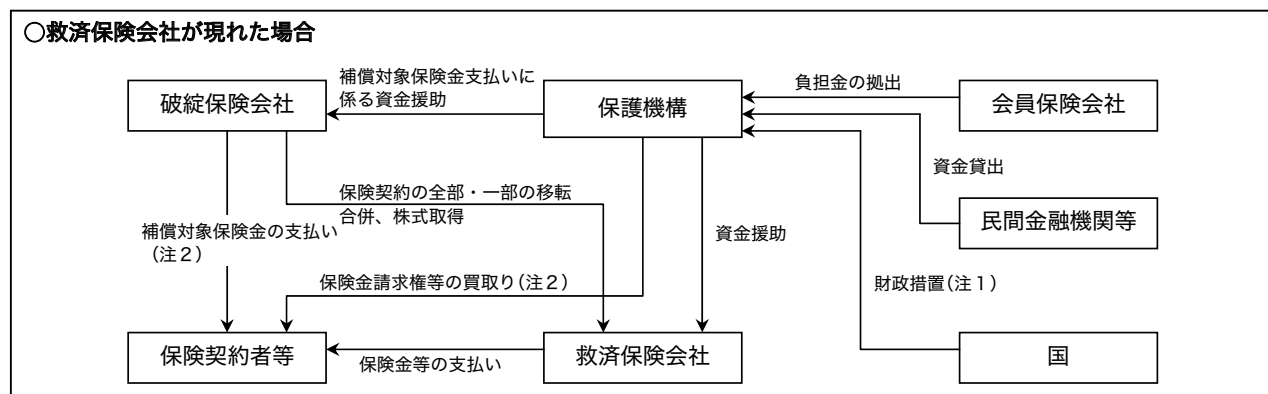 ○救済保険会社が現れた場合
補償対象保険金支払いに
係る資金援助
負担金の拠出
破綻保険会社
保護機構
会員保険会社
資金貸出
保険契約の全部・一部の移転
合併、株式取得
民間金融機関等
補償対象保険金の支払い
（注２）
資金援助
保険金請求権等の買取り（注２）
財政措置（注１）
保険契約者等
救済保険会社
国
保険金等の支払い